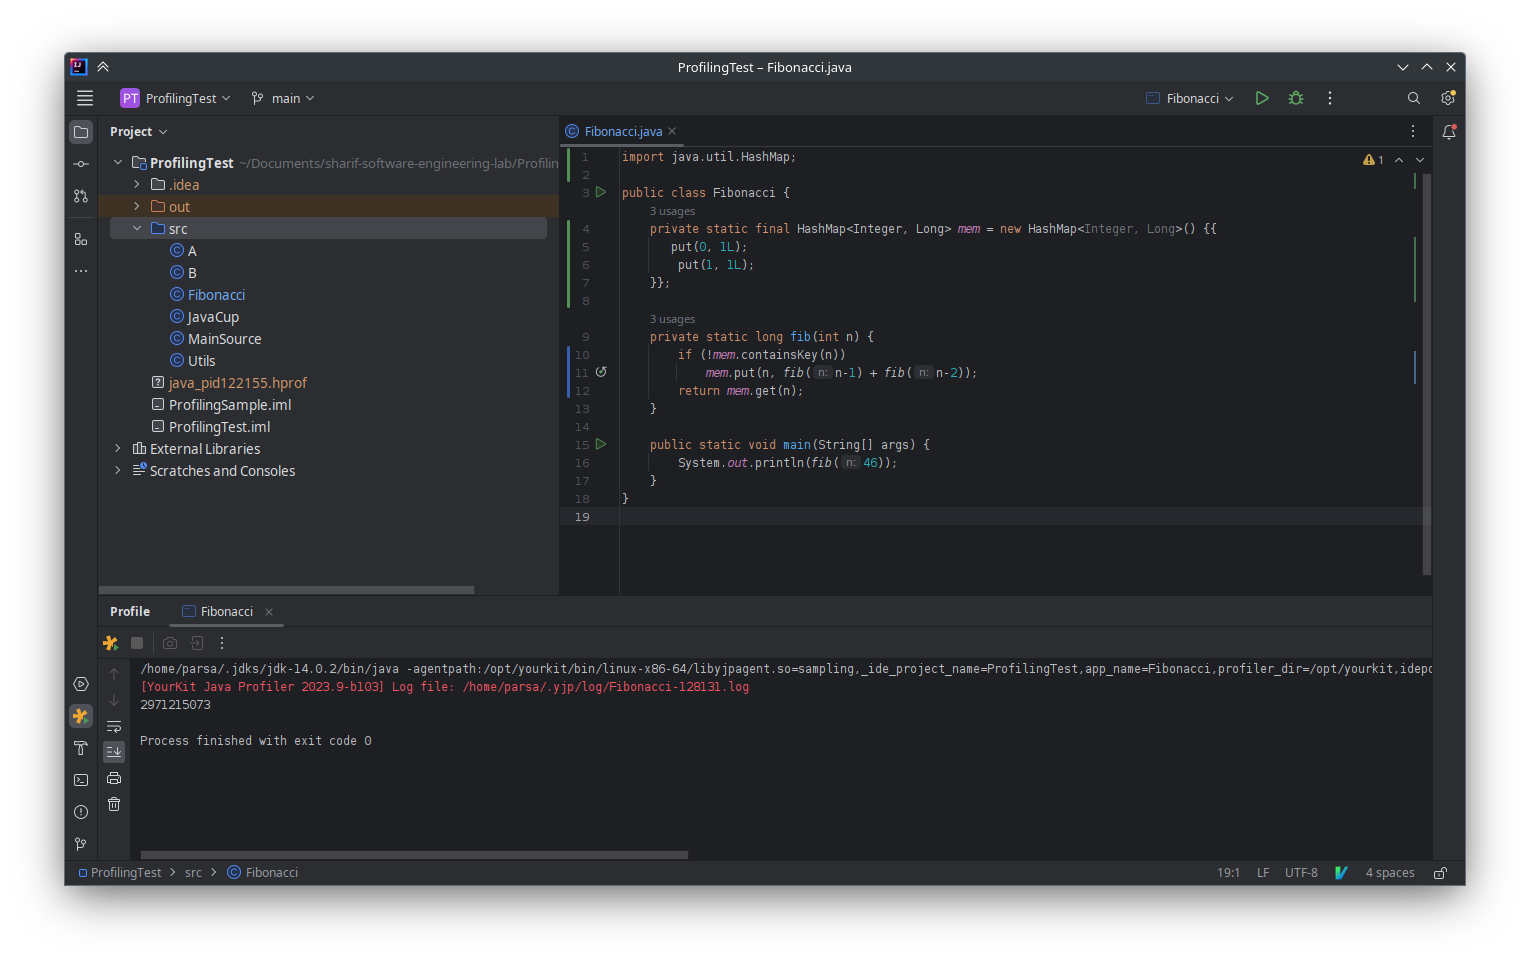 ProfilingTest – Fibonacci.java
PT ProfilingTest main Fibonacci
Project
ProfilingTest ~/Documents/sharif-software-engineering-lab/Profilin
.idea
out
src
A
B
Fibonacci
JavaCup
MainSource
Utils
java_pid122155.hprof
ProfilingSample.iml
ProfilingTest.iml
External Libraries
Scratches and Consoles
Fibonacci.java
1
1 import java.util.HashMap;
2
3 public class Fibonacci {
3 usages
4 private static final HashMap<Integer, Long> mem = new HashMap<Integer, Long>() {{
5 put(0, 1L);
6 put(1, 1L);
7 }};
8
3 usages
9 private static long fib(int n) {
10 if (!mem.containsKey(n))
11 mem.put(n, fib( n: n-1) + fib( n: n-2));
12 return mem.get(n);
13 }
14
15 public static void main(String[] args) {
16 System.out.println(fib( n: 46));
17 }
18 }
19
Profile Fibonacci
/home/parsa/.jdks/jdk-14.0.2/bin/java -agentpath:/opt/yourkit/bin/linux-x86-64/libyjpagent.so=sampling,_ide_project_name=ProfilingTest,app_name=Fibonacci,profiler_dir=/opt/yourkit,idepo
[YourKit Java Profiler 2023.9-b103] Log file: /home/parsa/.yjp/log/Fibonacci-128131.log
2971215073
Process finished with exit code 0
ProfilingTest > src > Fibonacci
19:1 LF UTF-8 4 spaces